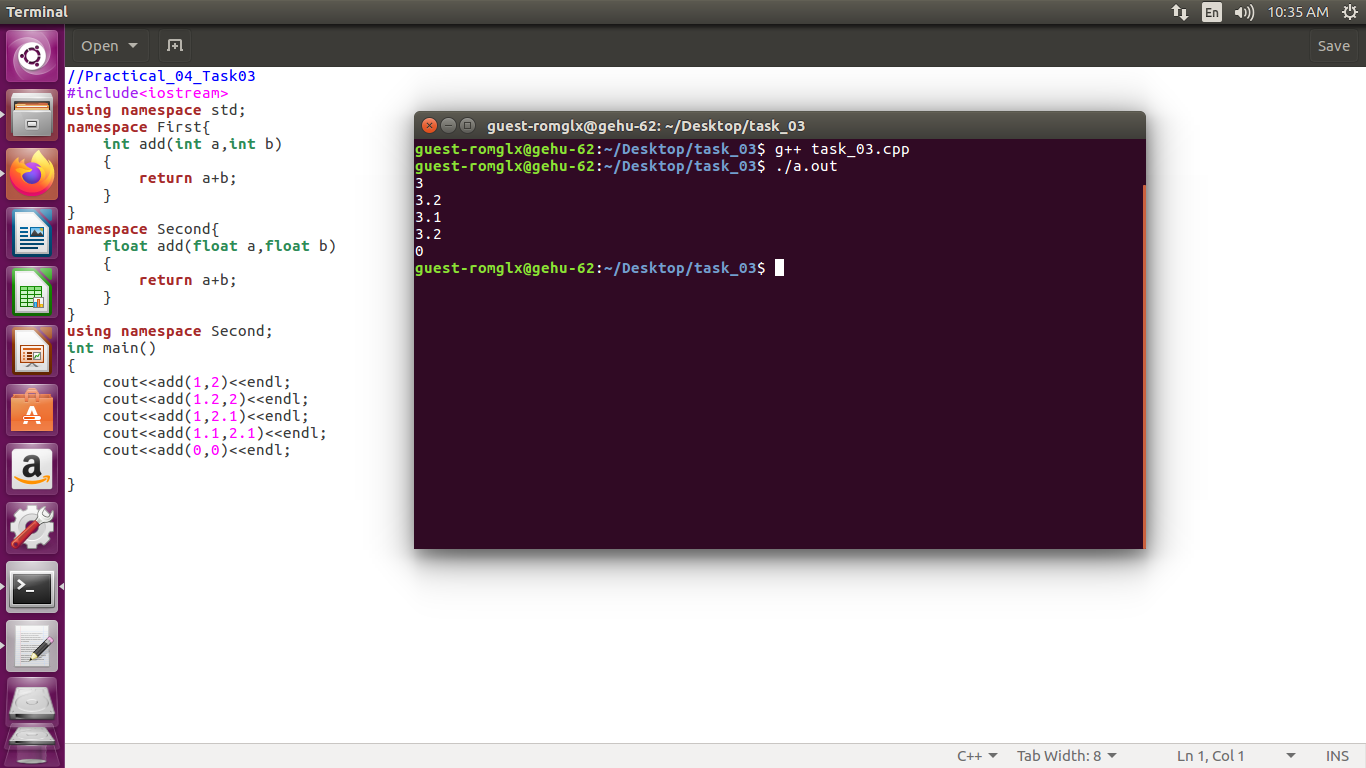 Terminal
En
10:35 AM
Open
Save
//Practical_04_Task03
#include<iostream>
using namespace std;
namespace First{
    int add(int a,int b)
    {
        return a+b;
    }
}
namespace Second{
    float add(float a,float b)
    {
        return a+b;
    }
}
using namespace Second;
int main()
{
    cout<<add(1,2)<<endl;
    cout<<add(1.2,2)<<endl;
    cout<<add(1,2.1)<<endl;
    cout<<add(1.1,2.1)<<endl;
    cout<<add(0,0)<<endl;
}
guest-romglx@gehu-62: ~/Desktop/task_03
guest-romglx@gehu-62:~/Desktop/task_03$ g++ task_03.cpp
guest-romglx@gehu-62:~/Desktop/task_03$ ./a.out
3
3.2
3.1
3.2
0
guest-romglx@gehu-62:~/Desktop/task_03$
C++
Tab Width: 8
Ln 1, Col 1
INS